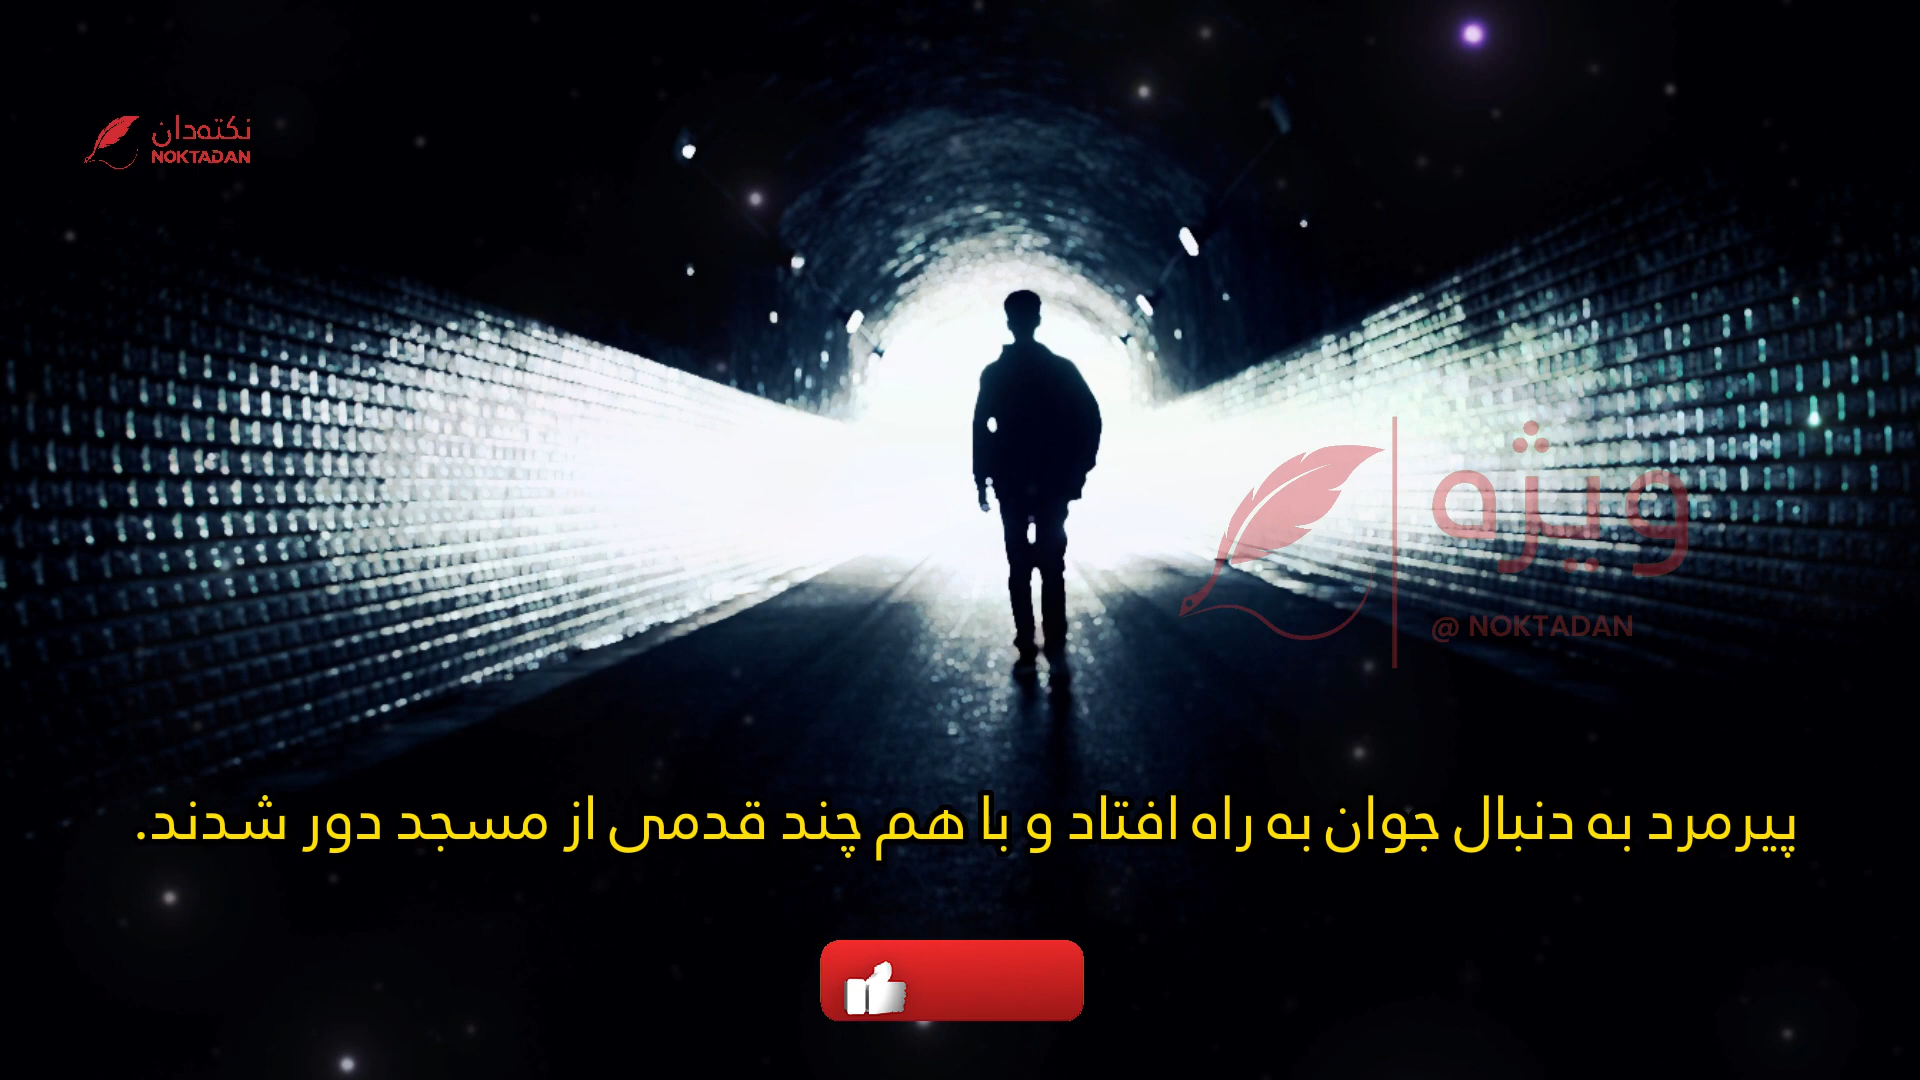 نکته‌دان
NOKTADAN
ویژه
@ NOKTADAN
پیرمرد به دنبال جوان به راه افتاد و با هم چند قدمی از مسجد دور شدند.